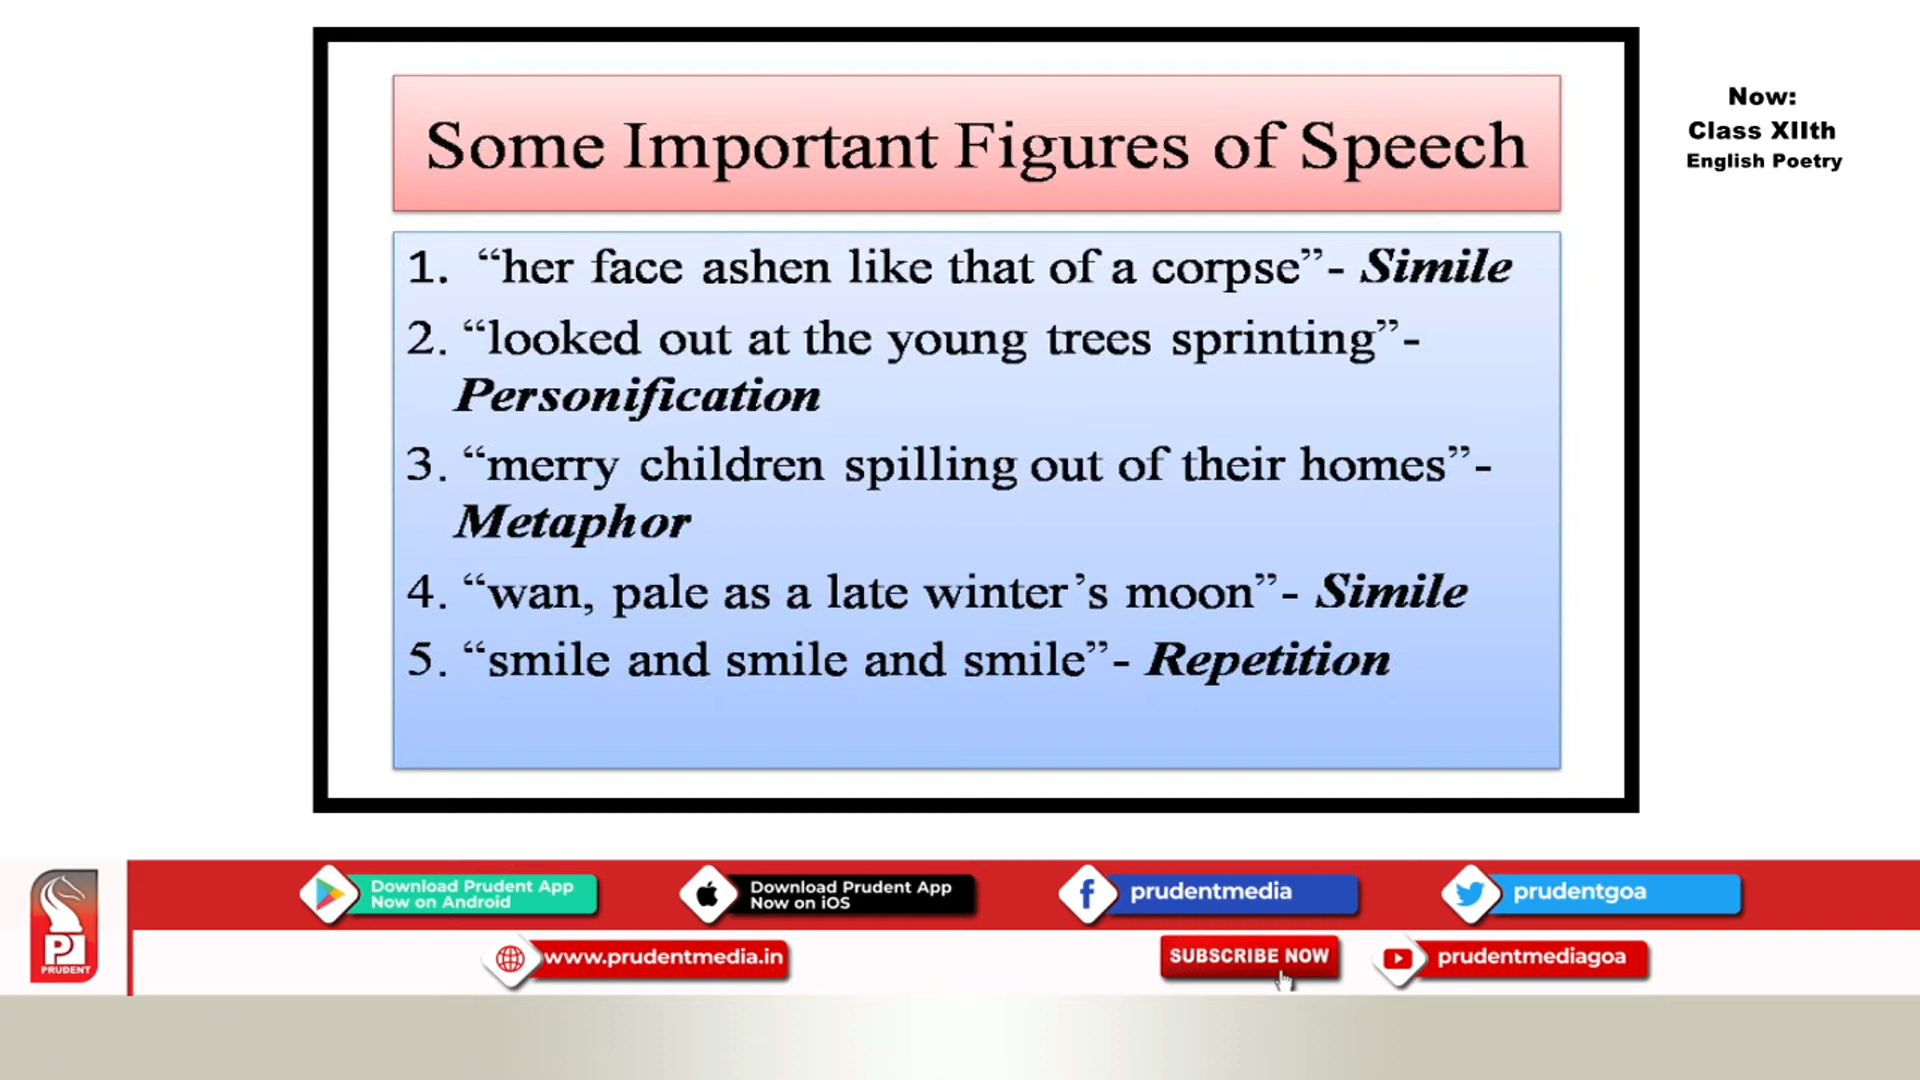 Some Important Figures of Speech
Now:
Class XIIth
English Poetry
1. “her face ashen like that of a corpse”- Simile
2. “looked out at the young trees sprinting”-
Personification
3. “merry children spilling out of their homes”-
Metaphor
4. “wan, pale as a late winter’s moon”- Simile
5. “smile and smile and smile”- Repetition
Download Prudent App
Now on Android
Download Prudent App
Now on iOS
prudentmedia
prudentgoa
PRUDENT
www.prudentmedia.in
SUBSCRIBE NOW
prudentmediagoa